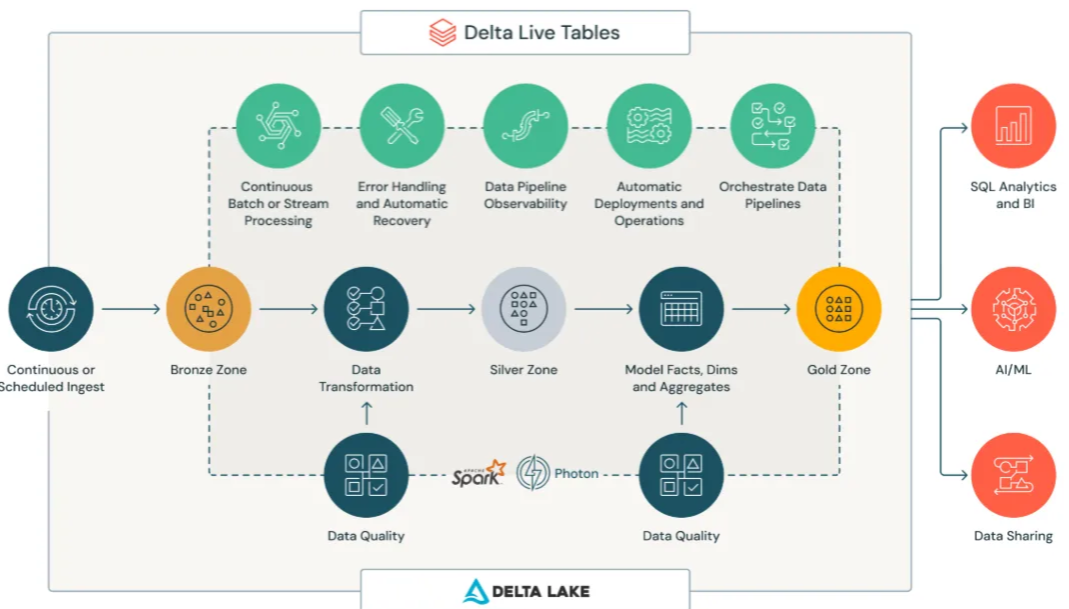 Delta Live Tables
Continuous
Batch or Stream
Processing
Error Handling
and Automatic
Recovery
Data Pipeline
Observability
Automatic
Deployments and
Operations
Orchestrate Data
Pipelines
SQL Analytics
and BI
Continuous or
Scheduled Ingest
Bronze Zone
Data
Transformation
Silver Zone
Model Facts, Dims
and Aggregates
Gold Zone
AI/ML
APACHE
Spark
Photon
Data Quality
Data Quality
Data Sharing
DELTA LAKE